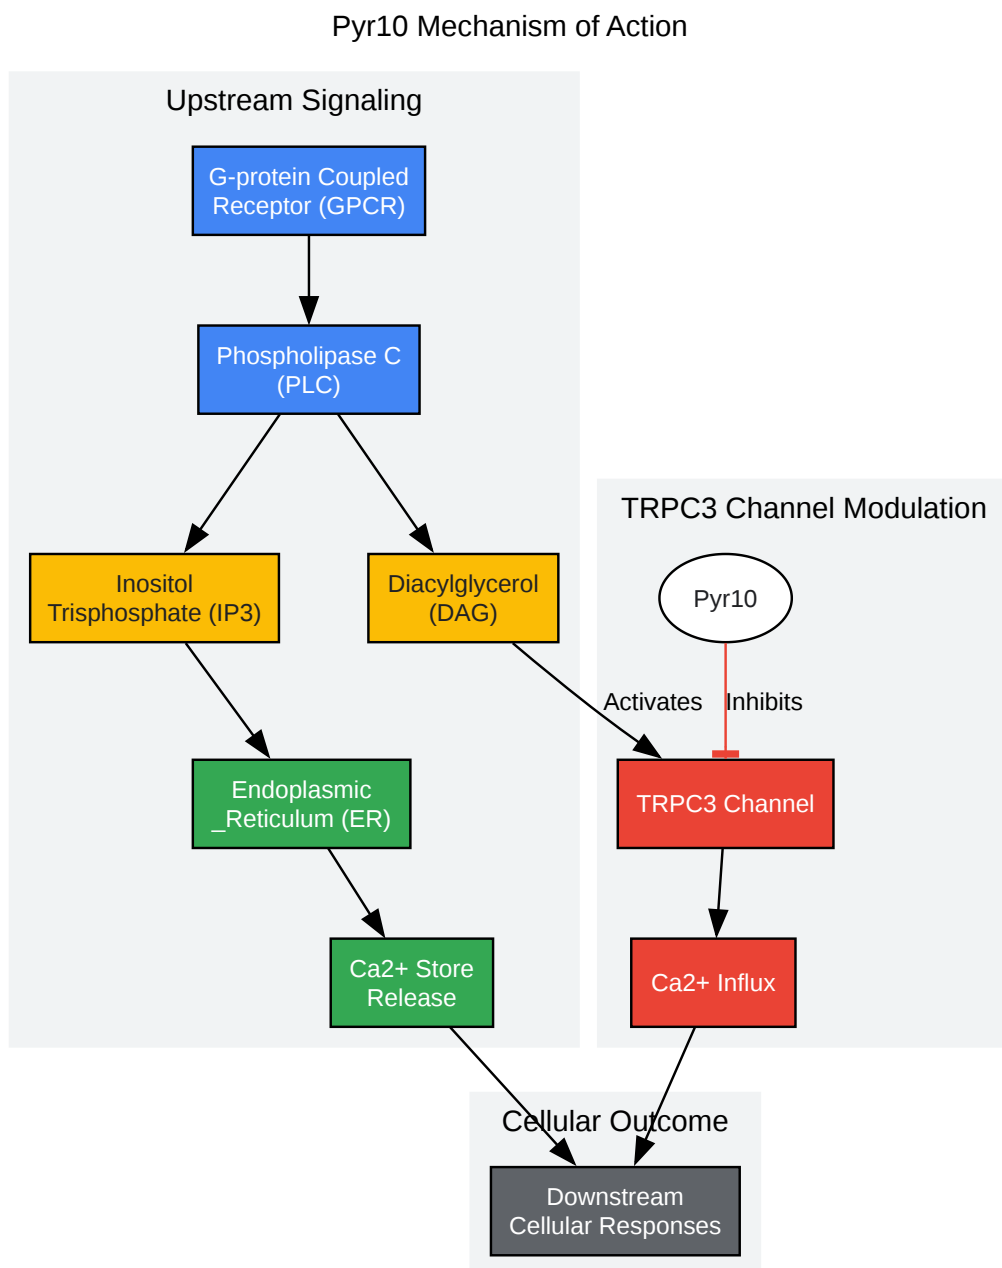 Pyr10 Mechanism of Action
Upstream Signaling
G-protein Coupled
Receptor (GPCR)
Phospholipase C
(PLC)
Inositol
Trisphosphate (IP3)
Diacylglycerol
(DAG)
Endoplasmic
_Reticulum (ER)
Ca2+ Store
Release
TRPC3 Channel Modulation
Pyr10
Activates
Inhibits
TRPC3 Channel
Ca2+ Influx
Cellular Outcome
Downstream
Cellular Responses